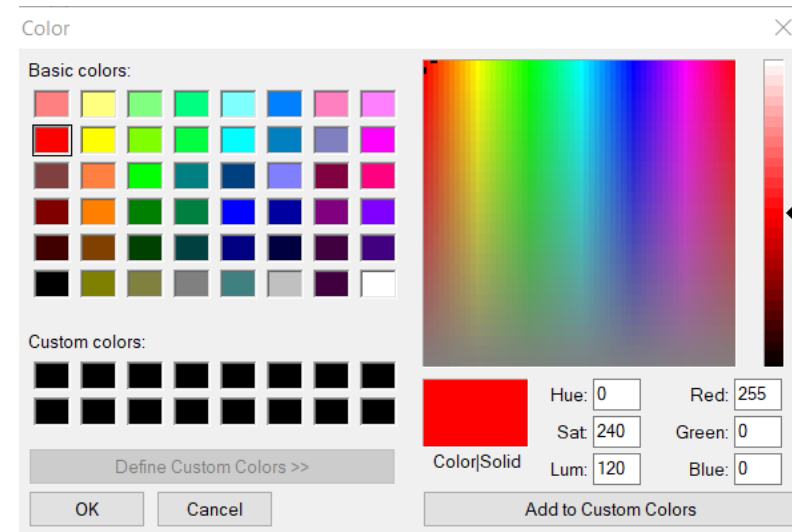 Color
Basic colors:
Custom colors:
Define Custom Colors >>
OK
Cancel
Color|Solid
Hue: 0
Sat: 240
Lum: 120
Red: 255
Green: 0
Blue: 0
Add to Custom Colors